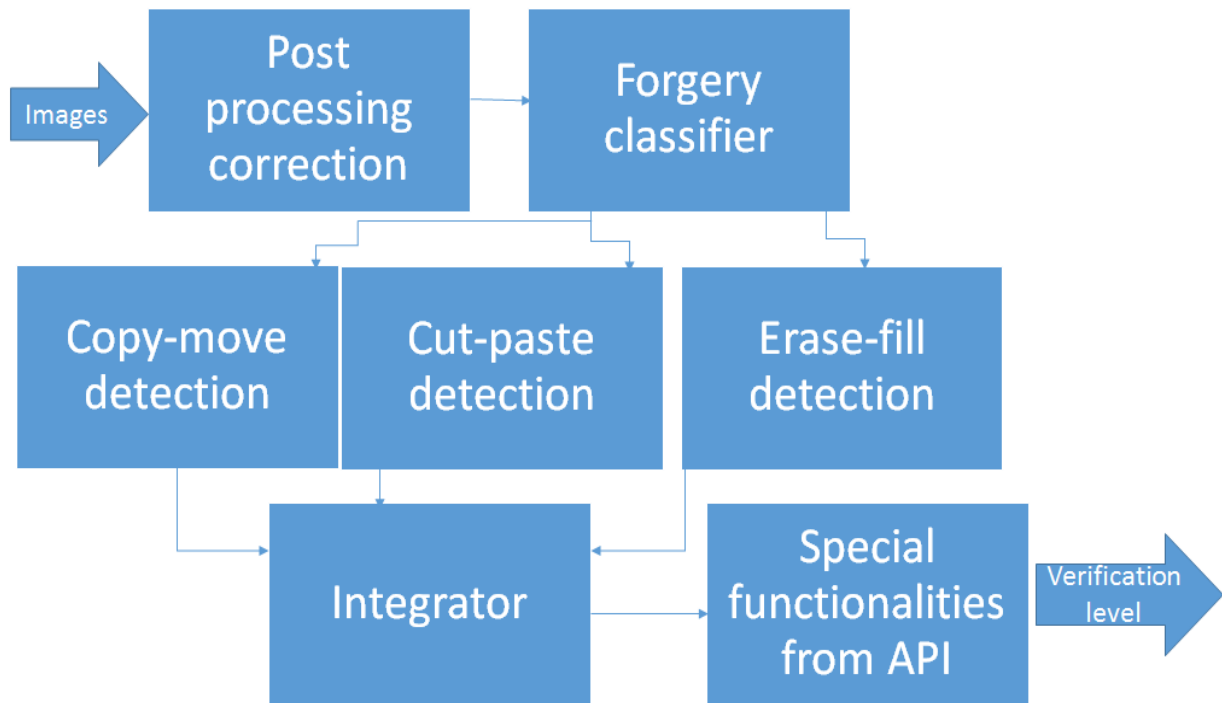 Images
Post
processing
correction
Forgery
classifier
Copy-move
detection
Cut-paste
detection
Erase-fill
detection
Integrator
Special
functionalities
from API
Verification
level